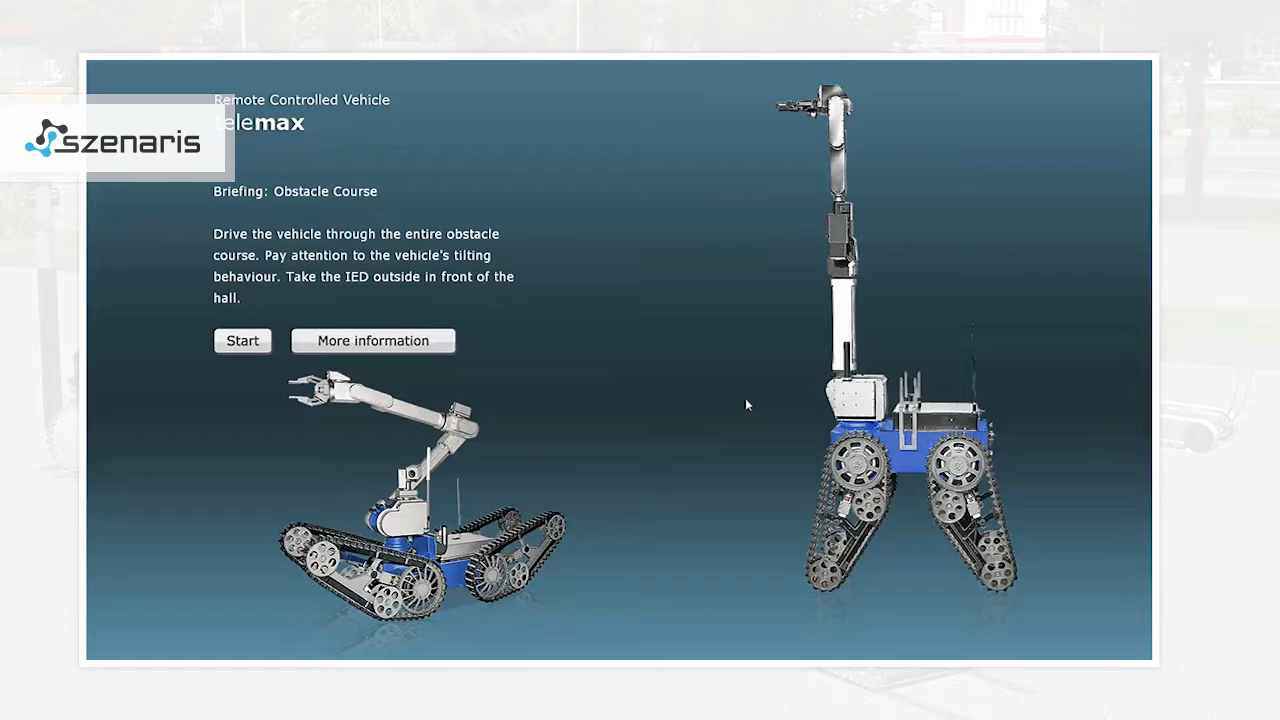 Remote Controlled Vehicle
telemax
szenaris
Briefing: Obstacle Course
Drive the vehicle through the entire obstacle
course. Pay attention to the vehicle's tilting
behaviour. Take the IED outside in front of the
hall.
Start
More information